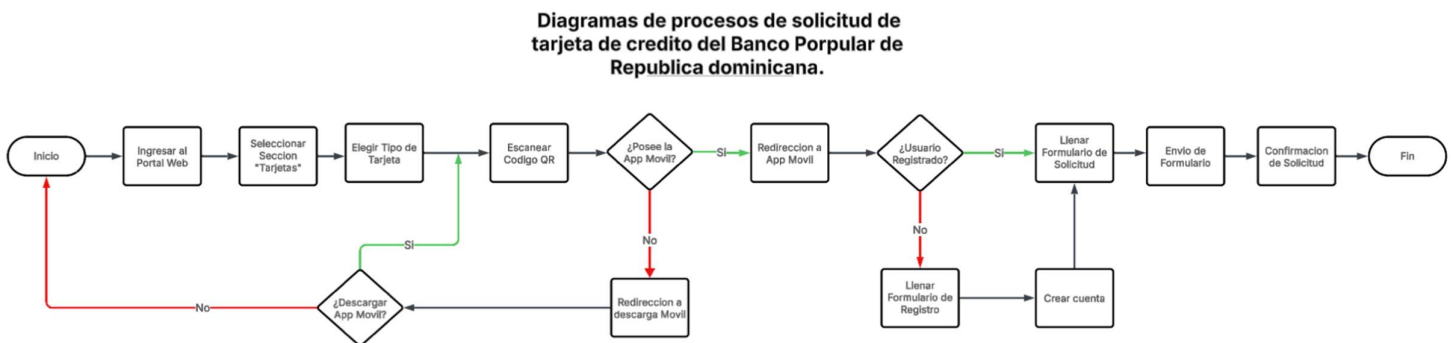 Diagramas de procesos de solicitud de
tarjeta de credito del Banco Porpular de
Republica dominicana.
Inicio
Ingresar al
Portal Web
Seleccionar
Seccion
"Tarjetas"
Elegir Tipo de
Tarjeta
Escanear
Codigo QR
¿Posee la
App Movil?
Si
Redireccion a
App Movil
¿Usuario
Registrado?
Si
Llenar
Formulario de
Solicitud
Envio de
Formulario
Confirmacion
de Solicitud
Fin
No
No
Si
No
¿Descargar
App Movil?
Redireccion a
descarga Movil
Llenar
Formulario de
Registro
Crear cuenta